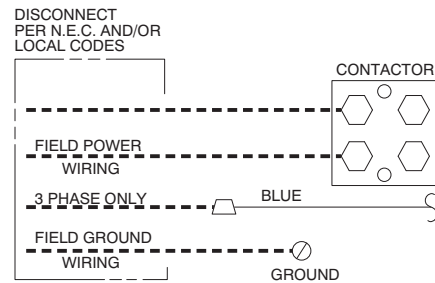 DISCONNECT
PER N.E.C. AND/OR
LOCAL CODES
CONTACTOR
FIELD POWER
WIRING
3 PHASE ONLY
BLUE
FIELD GROUND
WIRING
GROUND